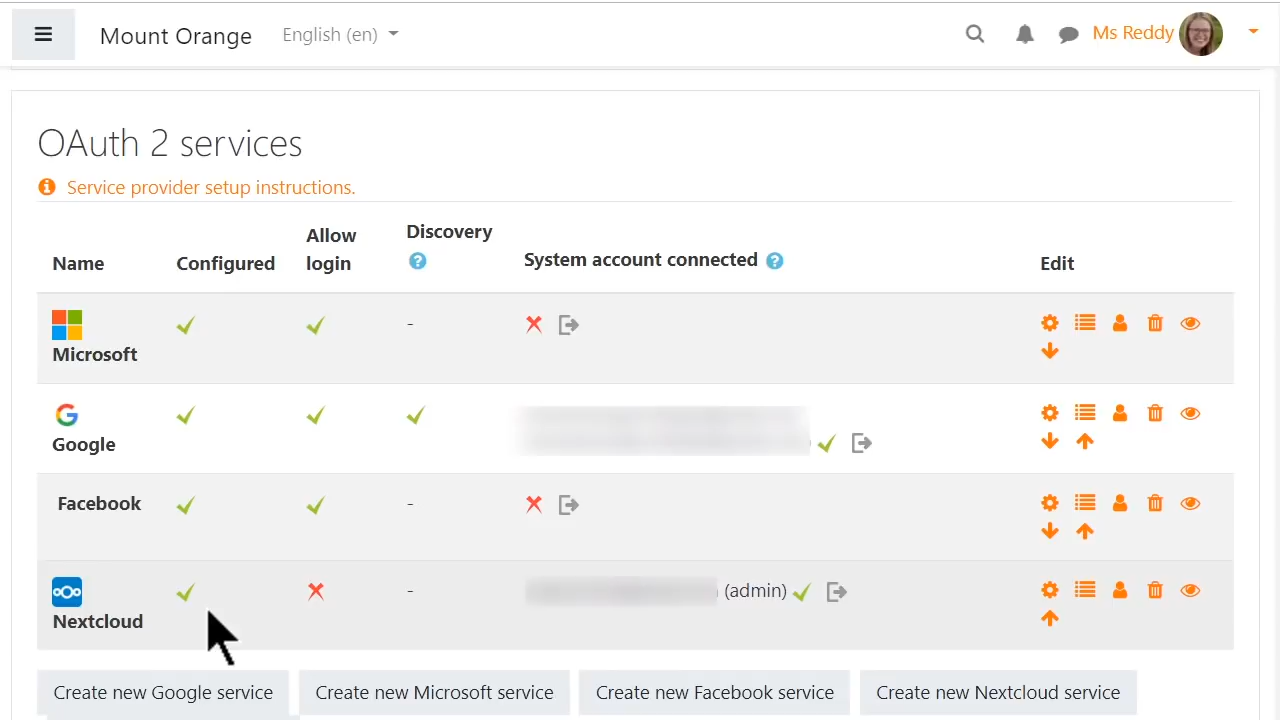 Mount Orange English (en) Ms Reddy
OAuth 2 services
Service provider setup instructions.
Name Configured Allow login Discovery System account connected Edit
Microsoft -
Google
Facebook -
Nextcloud - (admin)
Create new Google service Create new Microsoft service Create new Facebook service Create new Nextcloud service